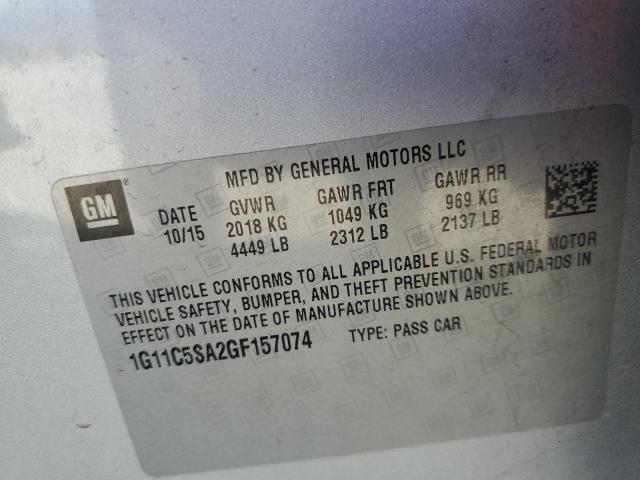 MFD BY GENERAL MOTORS LLC
GM®
DATE GVWR GAWR FRT GAWR RR
10/15 2018 KG 1049 KG 969 KG
4449 LB 2312 LB 2137 LB
THIS VEHICLE CONFORMS TO ALL APPLICABLE U.S. FEDERAL MOTOR
VEHICLE SAFETY, BUMPER, AND THEFT PREVENTION STANDARDS IN
EFFECT ON THE DATE OF MANUFACTURE SHOWN ABOVE.
1G11C5SA2GF157074 TYPE: PASS CAR